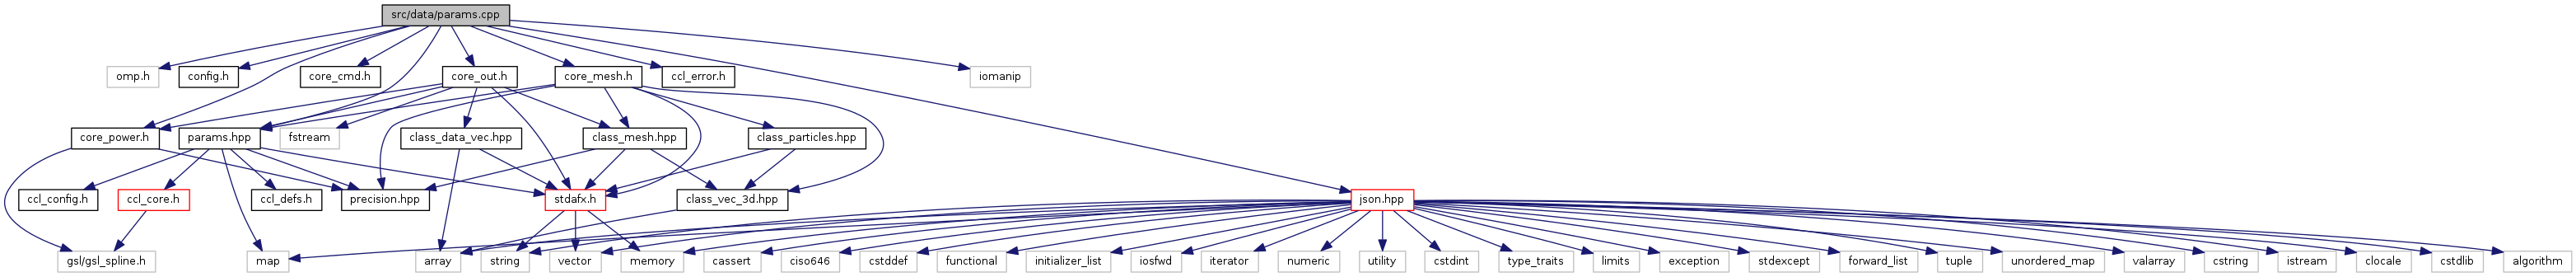 src/data/params.cpp
omp.h
config.h
core_cmd.h
core_out.h
core_mesh.h
ccl_error.h
iomanip
core_power.h
params.hpp
fstream
class_data_vec.hpp
class_mesh.hpp
class_particles.hpp
ccl_config.h
ccl_core.h
ccl_defs.h
precision.hpp
stdafx.h
class_vec_3d.hpp
json.hpp
gsl/gsl_spline.h
map
array
string
vector
memory
cassert
ciso646
cstddef
functional
initializer_list
iosfwd
iterator
numeric
utility
cstdint
type_traits
limits
exception
stdexcept
forward_list
tuple
unordered_map
valarray
cstring
istream
clocale
cstdlib
algorithm